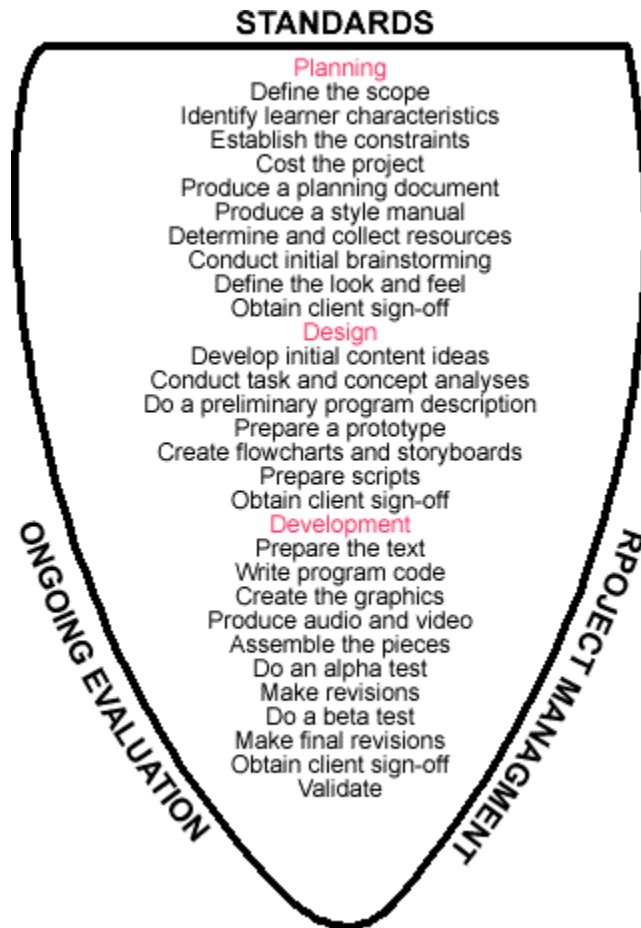 STANDARDS
Planning
Define the scope
Identify learner characteristics
Establish the constraints
Cost the project
Produce a planning document
Produce a style manual
Determine and collect resources
Conduct initial brainstorming
Define the look and feel
Obtain client sign-off
Design
Develop initial content ideas
Conduct task and concept analyses
Do a preliminary program description
Prepare a prototype
Create flowcharts and storyboards
Prepare scripts
Obtain client sign-off
Development
Prepare the text
Write program code
Create the graphics
Produce audio and video
Assemble the pieces
Do an alpha test
Make revisions
Do a beta test
Make final revisions
Obtain client sign-off
Validate
ONGOING EVALUATION
RPOJECT MANAGMENT